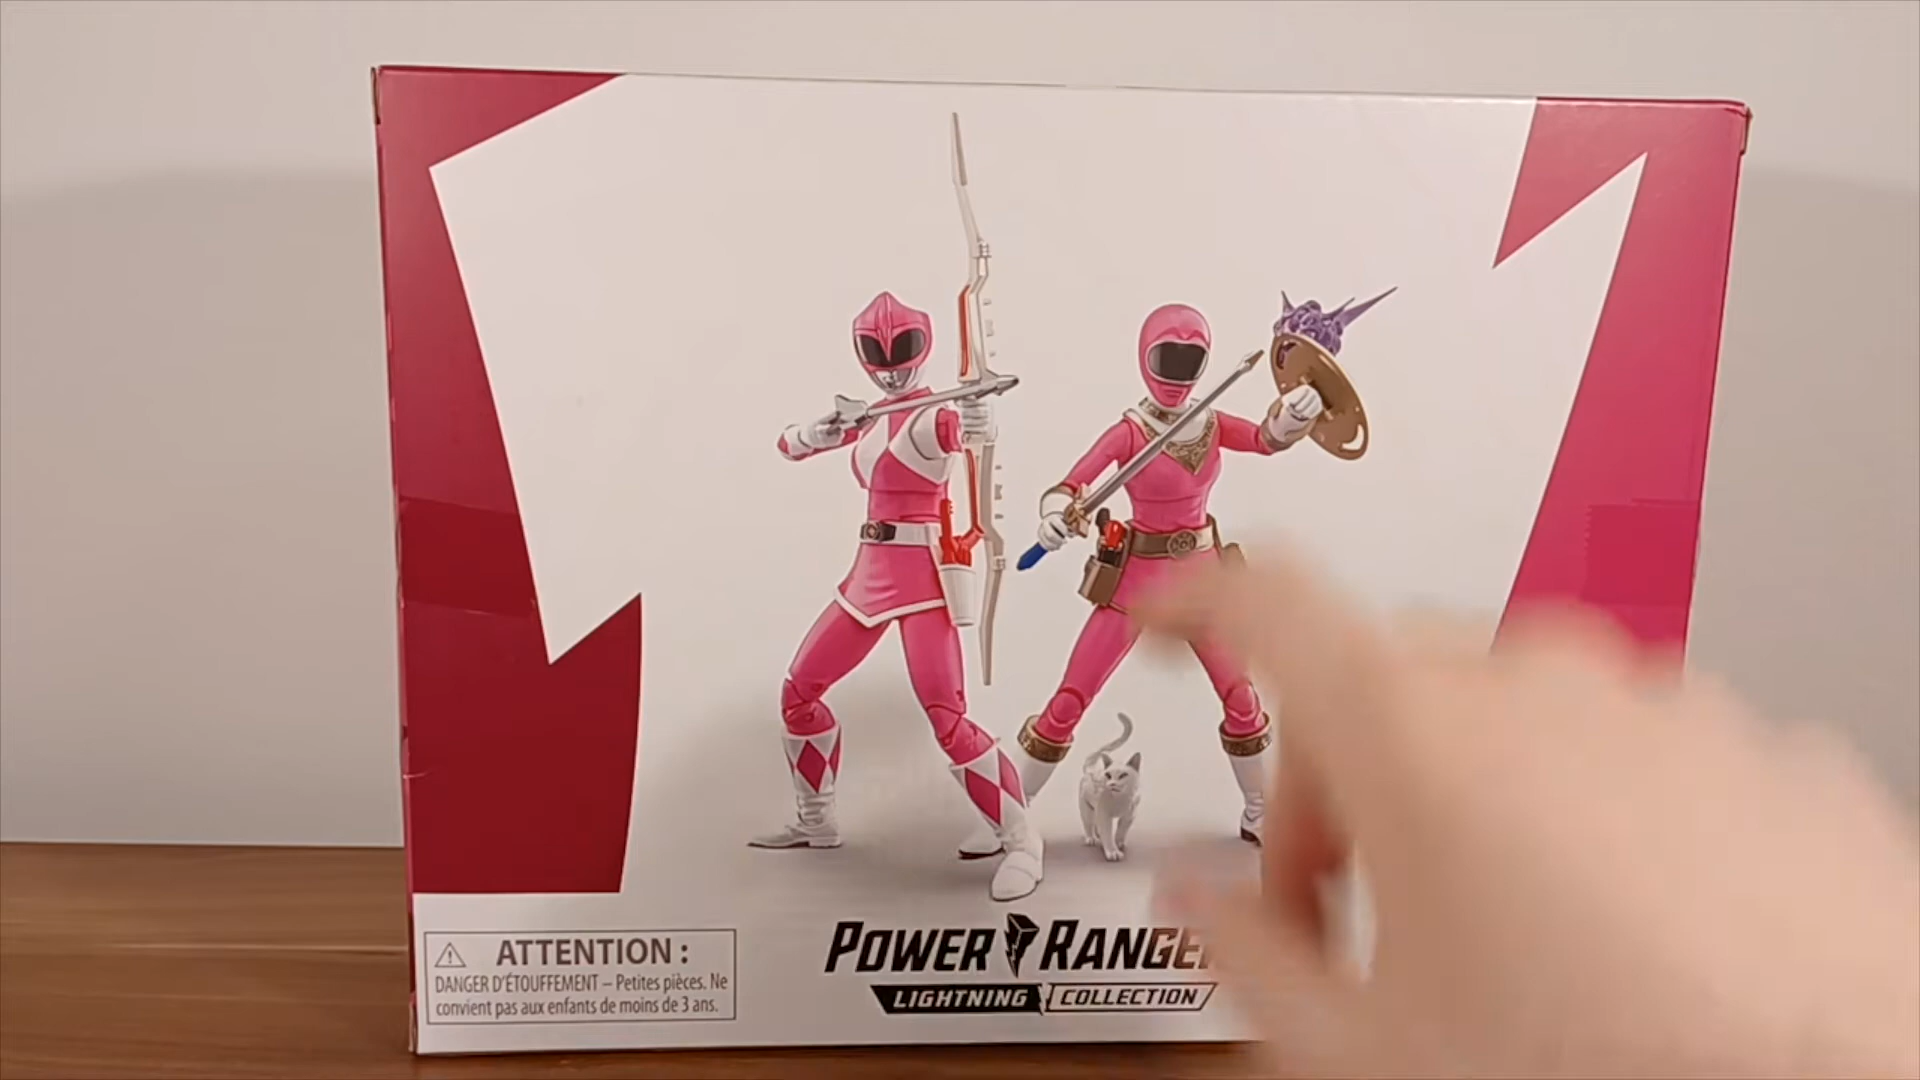 ATTENTION :
DANGER D'ÉTOUFFEMENT – Petites pièces. Ne
convient pas aux enfants de moins de 3 ans.
POWER RANGE
LIGHTNING COLLECTION